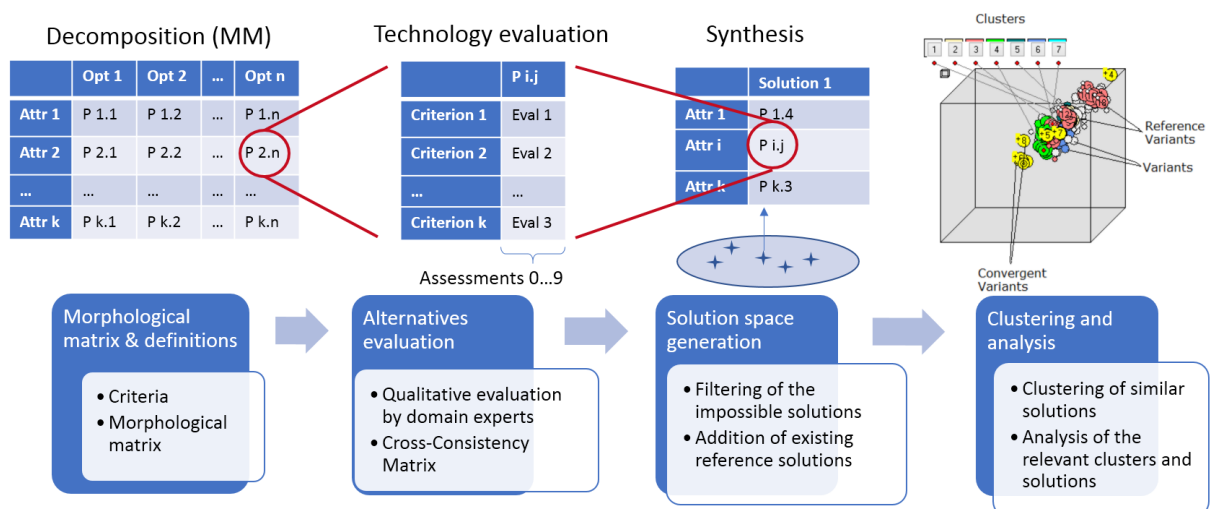 Decomposition (MM)
Opt 1 Opt 2 ... Opt n
Attr 1 P 1.1 P 1.2 ... P 1.n
Attr 2 P 2.1 P 2.2 ... P 2.n
... ... ... ... ...
Attr k P k.1 P k.2 ... P k.n
Technology evaluation
P i.j
Criterion 1 Eval 1
Criterion 2 Eval 2
... ...
Criterion k Eval 3
Assessments 0...9
Synthesis
Solution 1
Attr 1 P 1.4
Attr i P i.j
Attr k P k.3
Clusters
1 2 3 4 5 6 7
+4
+5 +7
+8
Reference
Variants
Variants
Convergent
Variants
Morphological
matrix & definitions
• Criteria
• Morphological
matrix
Alternatives
evaluation
• Qualitative evaluation
by domain experts
• Cross-Consistency
Matrix
Solution space
generation
• Filtering of the
impossible solutions
• Addition of existing
reference solutions
Clustering and
analysis
• Clustering of similar
solutions
• Analysis of the
relevant clusters and
solutions